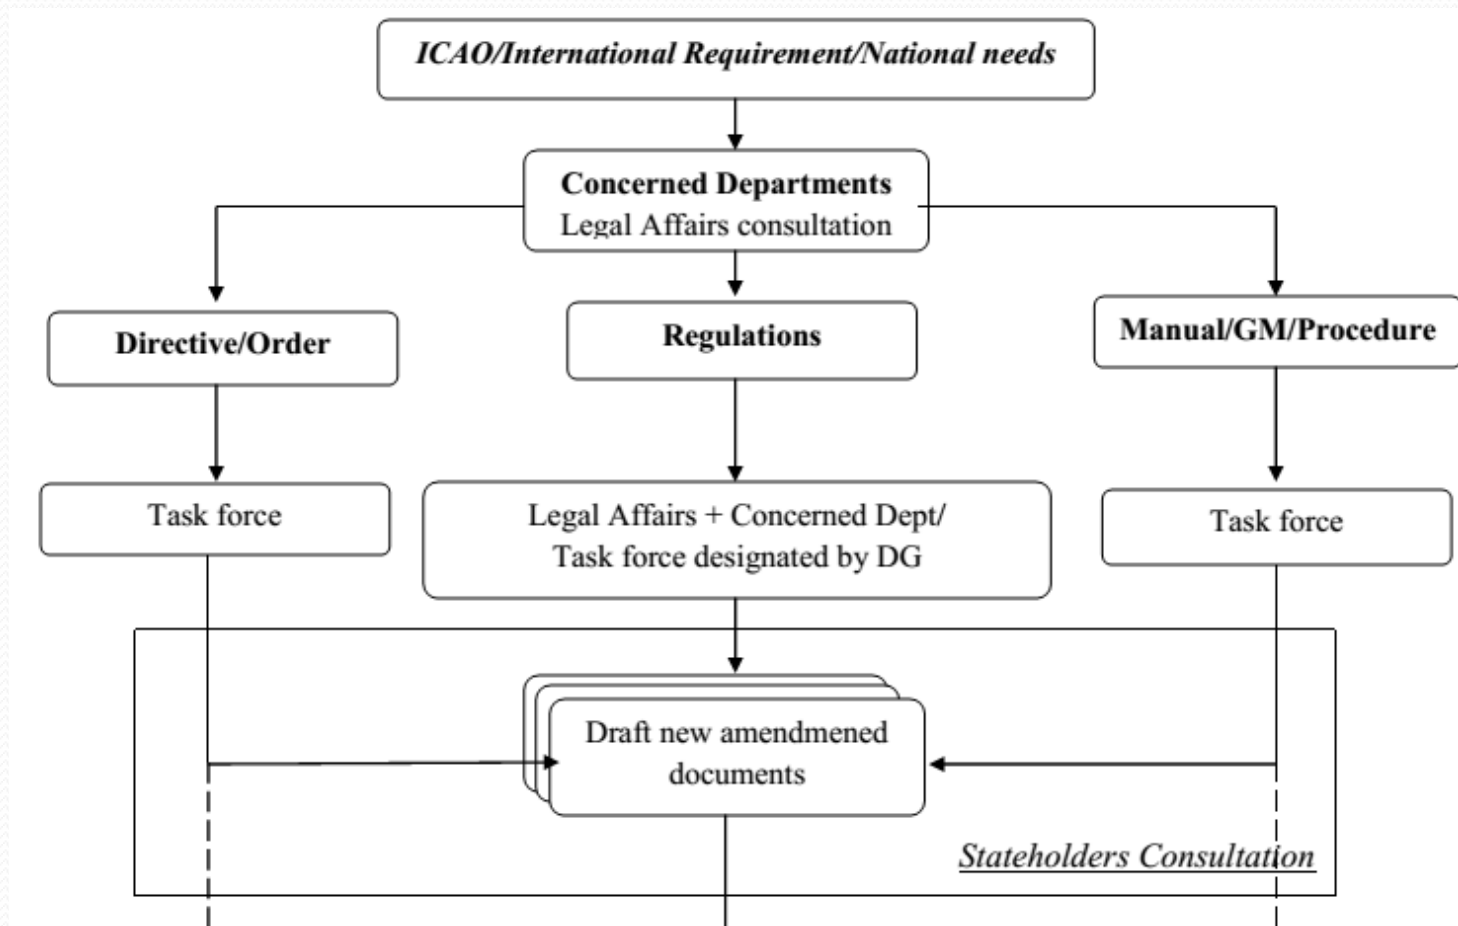 ICAO/International Requirement/National needs
Concerned Departments
Legal Affairs consultation
Directive/Order
Regulations
Manual/GM/Procedure
Task force
Legal Affairs + Concerned Dept/
Task force designated by DG
Task force
Draft new amendmened
documents
Stateholders Consultation